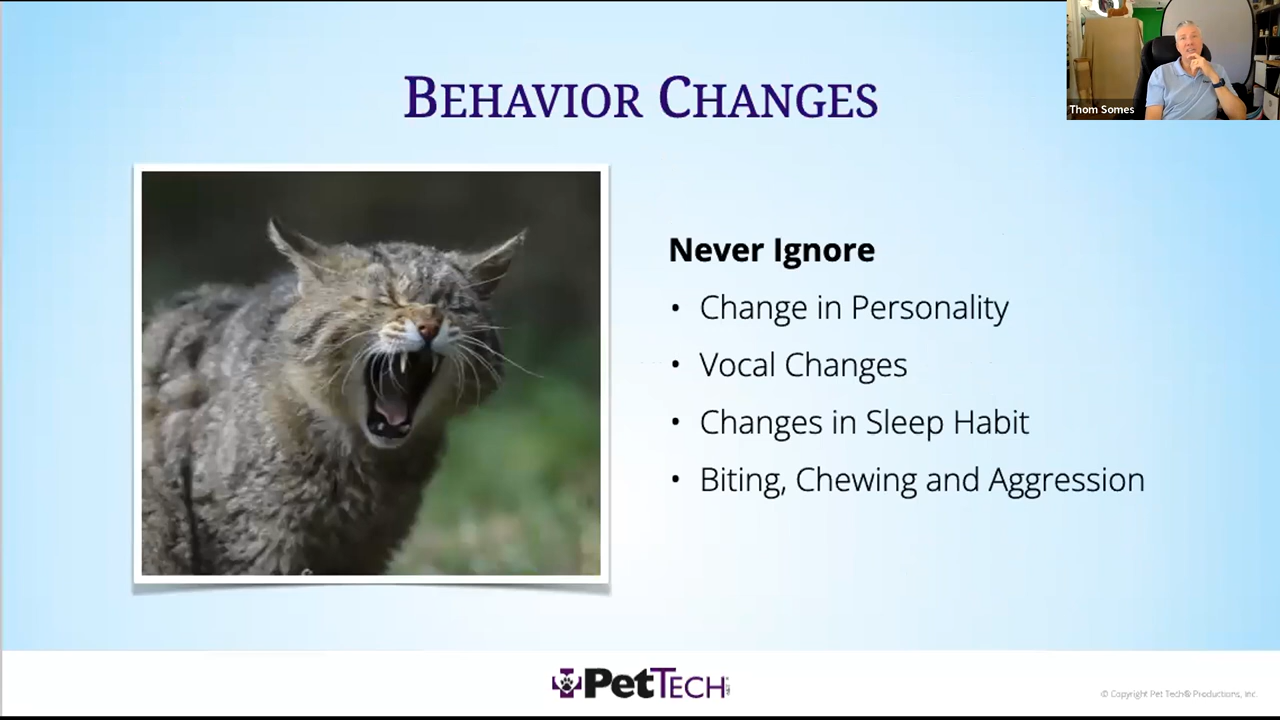 Thom Somes
Behavior Changes
Never Ignore
• Change in Personality
• Vocal Changes
• Changes in Sleep Habit
• Biting, Chewing and Aggression
PetTech
© Copyright Pet Tech® Productions, Inc.